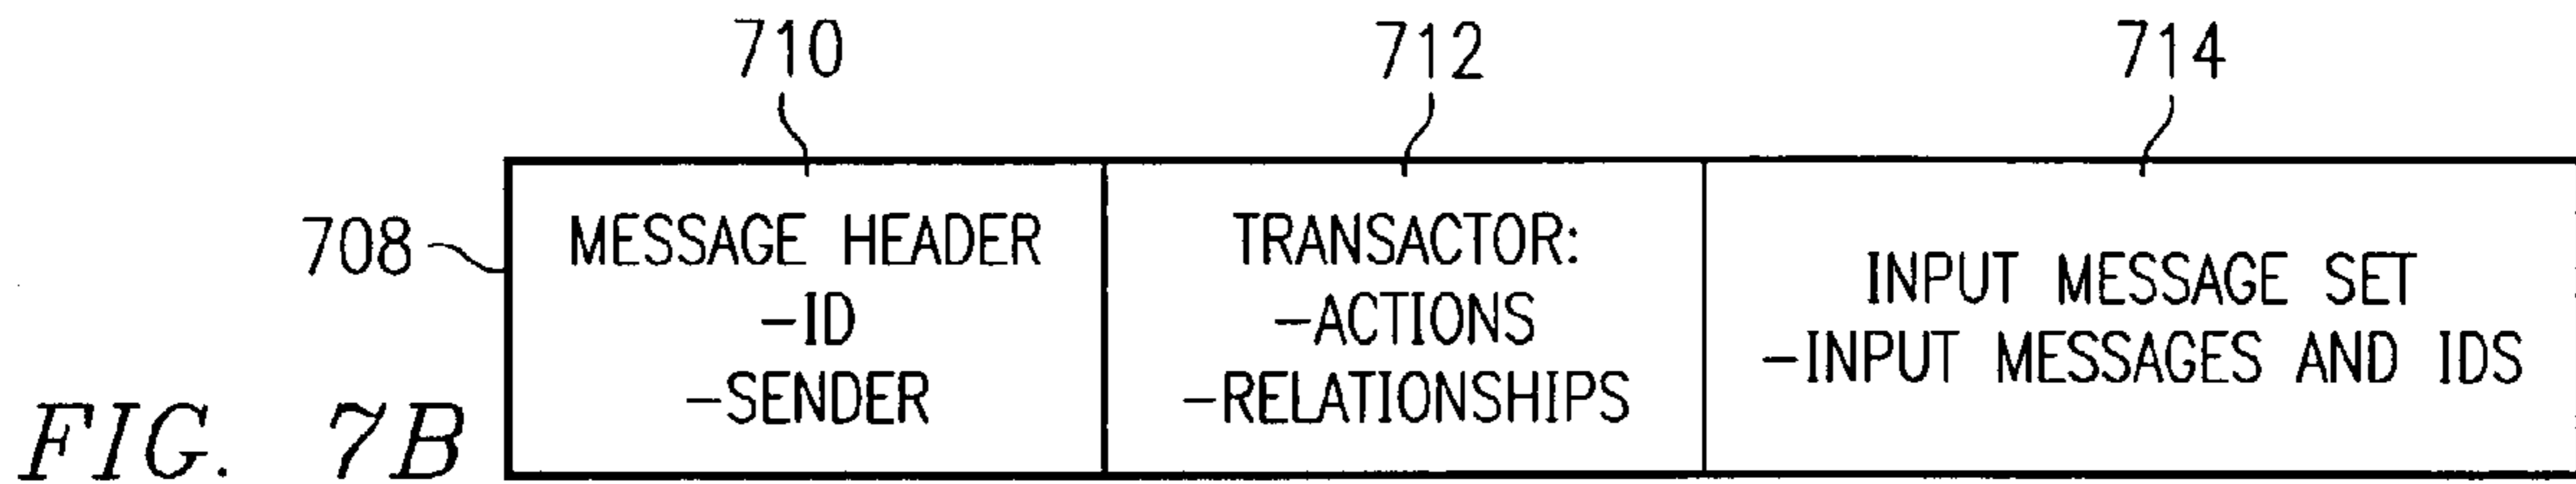 710
712
714
708
MESSAGE HEADER
-ID
-SENDER
TRANSACTOR:
-ACTIONS
-RELATIONSHIPS
INPUT MESSAGE SET
-INPUT MESSAGES AND IDS
FIG. 7B